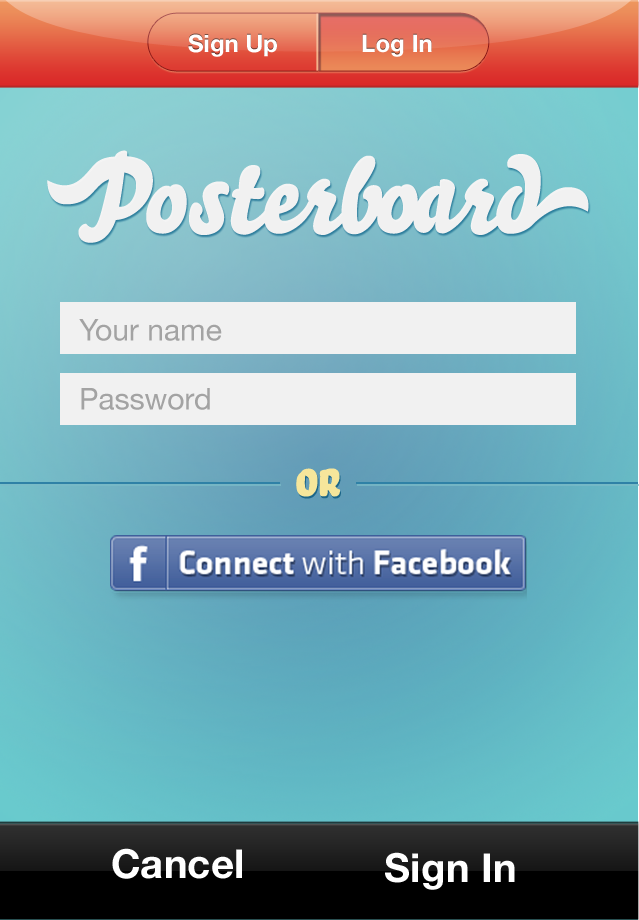 Sign Up Log In
Posterboard
Your name
Password
OR
f Connect with Facebook
Cancel Sign In